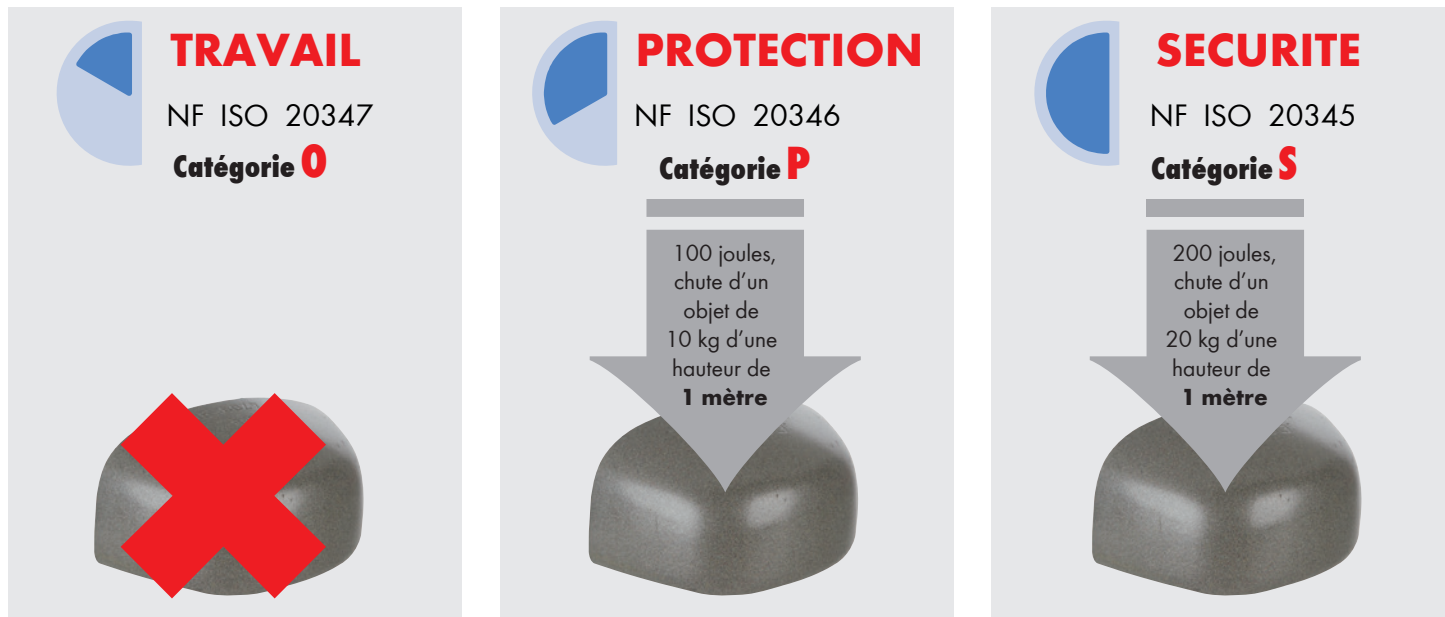 TRAVAIL
NF ISO 20347
Catégorie O
PROTECTION
NF ISO 20346
Catégorie P
100 joules,
chute d’un
objet de
10 kg d’une
hauteur de
1 mètre
SECURITE
NF ISO 20345
Catégorie S
200 joules,
chute d’un
objet de
20 kg d’une
hauteur de
1 mètre